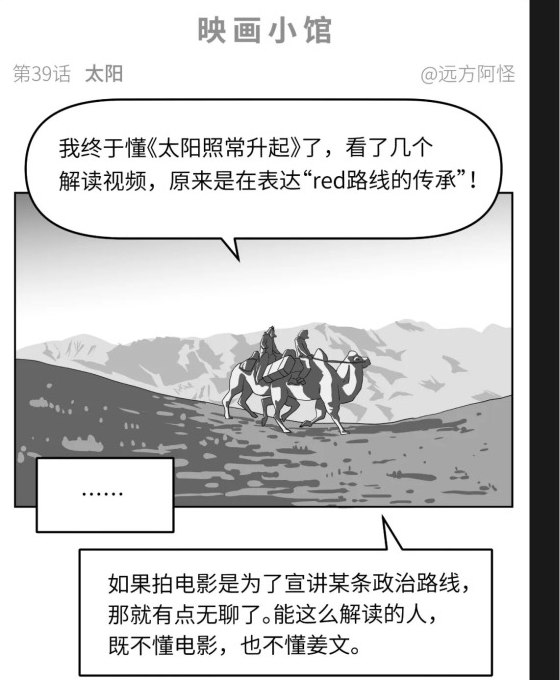 映画小馆
第39话 太阳
@远方阿怪
我终于懂《太阳照常升起》了，看了几个
解读视频，原来是在表达“red路线的传承”！
……
如果拍电影是为了宣讲某条政治路线，
那就有点无聊了。能这么解读的人，
既不懂电影，也不懂姜文。